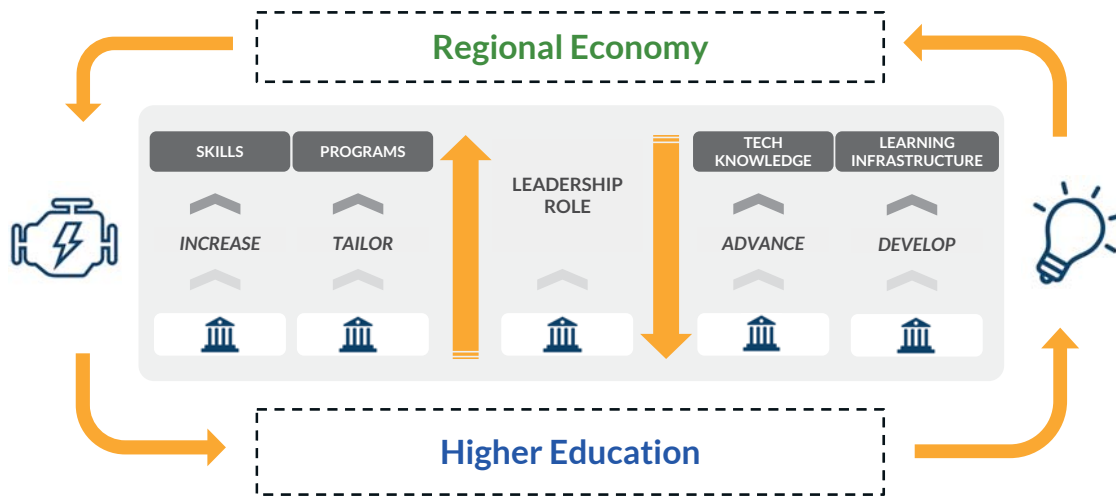 Regional Economy
SKILLS
PROGRAMS
TECH
KNOWLEDGE
LEARNING
INFRASTRUCTURE
LEADERSHIP
ROLE
INCREASE
TAILOR
ADVANCE
DEVELOP
Higher Education